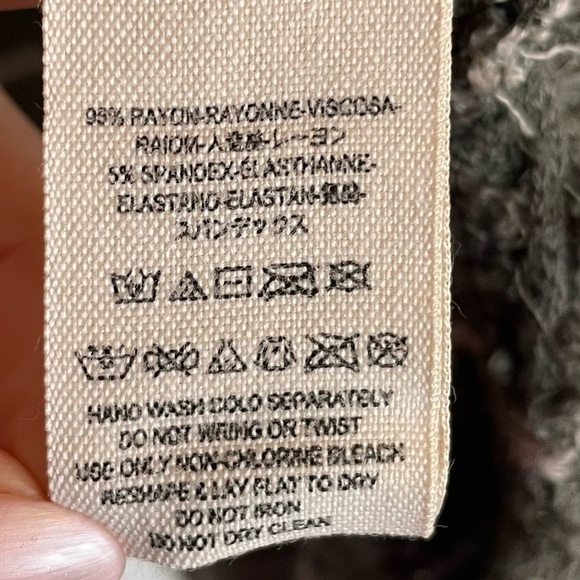 95% RAYON-RAYONNE-VISCOSA-
RAION-人造絲-レーヨン
5% SPANDEX-ÉLASTHANNE-
ELASTANO-ELASTAN-
スパンデックス
HAND WASH COLD SEPARATELY
DO NOT WRING OR TWIST
USE ONLY NON-CHLORINE BLEACH
RESHAPE & LAY FLAT TO DRY
DO NOT IRON
DO NOT DRY CLEAN